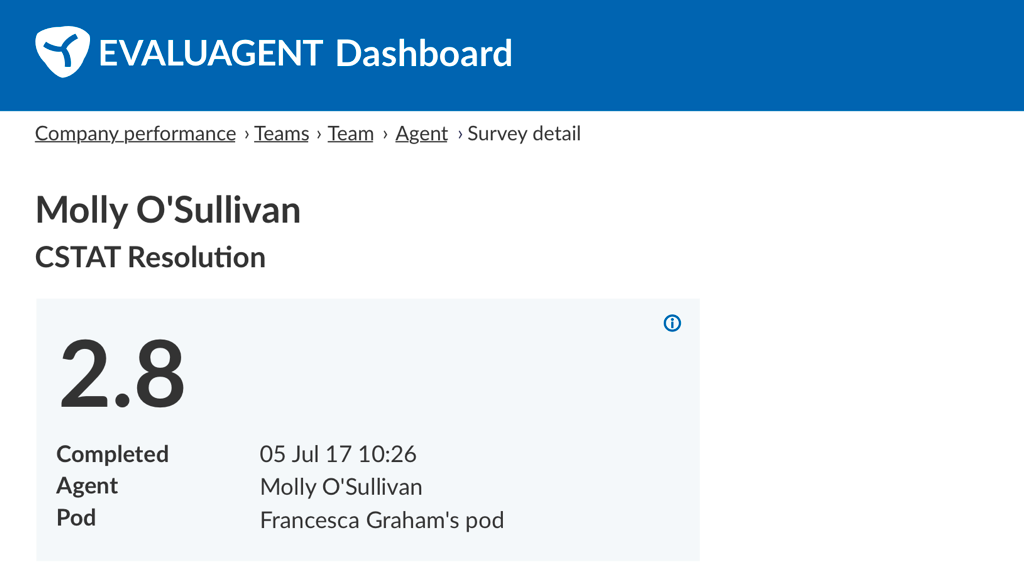 EVALUAGENT Dashboard
Company performance › Teams › Team › Agent › Survey detail
Molly O'Sullivan
CSTAT Resolution
2.8
Completed 05 Jul 17 10:26
Agent Molly O'Sullivan
Pod Francesca Graham's pod